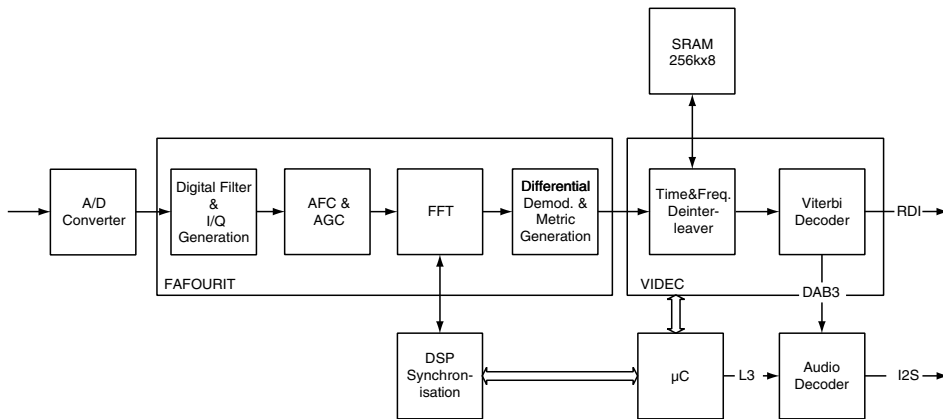 SRAM
256kx8
A/D
Converter
Digital Filter
&
I/Q
Generation
AFC &
AGC
FFT
Differential
Demod. &
Metric
Generation
Time&Freq.
Deinter-
leaver
Viterbi
Decoder
RDI
FAFOURIT
VIDEC
DAB3
DSP
Synchron-
isation
µC
L3
Audio
Decoder
I2S